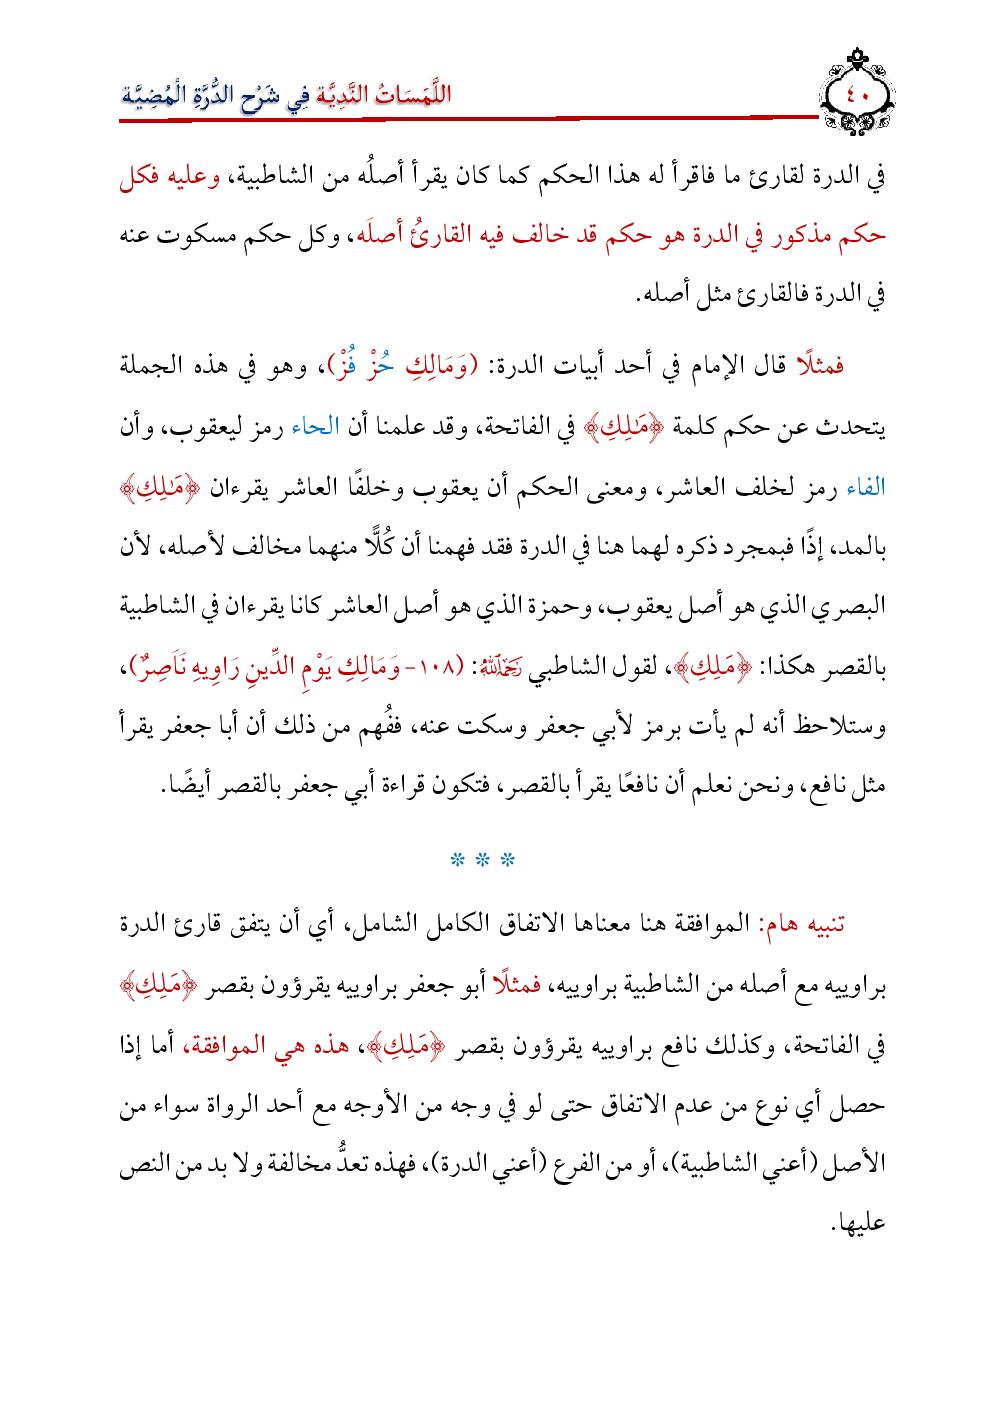 ٤٠
اللَّمَسَاتُ النَّدِيَّة فِي شَرْح الدُّرَّةِ الْمُضِيَّة
في الدرة لقارئ ما فاقرأ له هذا الحكم كما كان يقرأ أصلُه من الشاطبية، وعليه فكل
حكم مذكور في الدرة هو حكم قد خالف فيه القارئُ أصلَه، وكل حكم مسكوت عنه
في الدرة فالقارئ مثل أصله.
فمثلًا قال الإمام في أحد أبيات الدرة: (وَمَالِكِ حُزْ فُزْ)، وهو في هذه الجملة
يتحدث عن حكم كلمة ﴿مَٰلِكِ﴾ في الفاتحة، وقد علمنا أن الحاء رمز ليعقوب، وأن
الفاء رمز لخلف العاشر، ومعنى الحكم أن يعقوب وخلفًا العاشر يقرءان ﴿مَٰلِكِ﴾
بالمد، إذًا فبمجرد ذكره لهما هنا في الدرة فقد فهمنا أن كُلًّا منهما مخالف لأصله، لأن
البصري الذي هو أصل يعقوب، وحمزة الذي هو أصل العاشر كانا يقرءان في الشاطبية
بالقصر هكذا: ﴿مَلِكِ﴾، لقول الشاطبي رَحِمَهُ ٱللَّهُ: (١٠٨- وَمَالِكِ يَوْمِ الدِّينِ رَاوِيهِ نَاصِرٌ)،
وستلاحظ أنه لم يأت برمز لأبي جعفر وسكت عنه، ففُهم من ذلك أن أبا جعفر يقرأ
مثل نافع، ونحن نعلم أن نافعًا يقرأ بالقصر، فتكون قراءة أبي جعفر بالقصر أيضًا.
* * *
تنبيه هام: الموافقة هنا معناها الاتفاق الكامل الشامل، أي أن يتفق قارئ الدرة
براوييه مع أصله من الشاطبية براوييه، فمثلًا أبو جعفر براوييه يقرؤون بقصر ﴿مَلِكِ﴾
في الفاتحة، وكذلك نافع براوييه يقرؤون بقصر ﴿مَلِكِ﴾، هذه هي الموافقة، أما إذا
حصل أي نوع من عدم الاتفاق حتى لو في وجه من الأوجه مع أحد الرواة سواء من
الأصل (أعني الشاطبية)، أو من الفرع (أعني الدرة)، فهذه تعدُّ مخالفة ولا بد من النص
عليها.